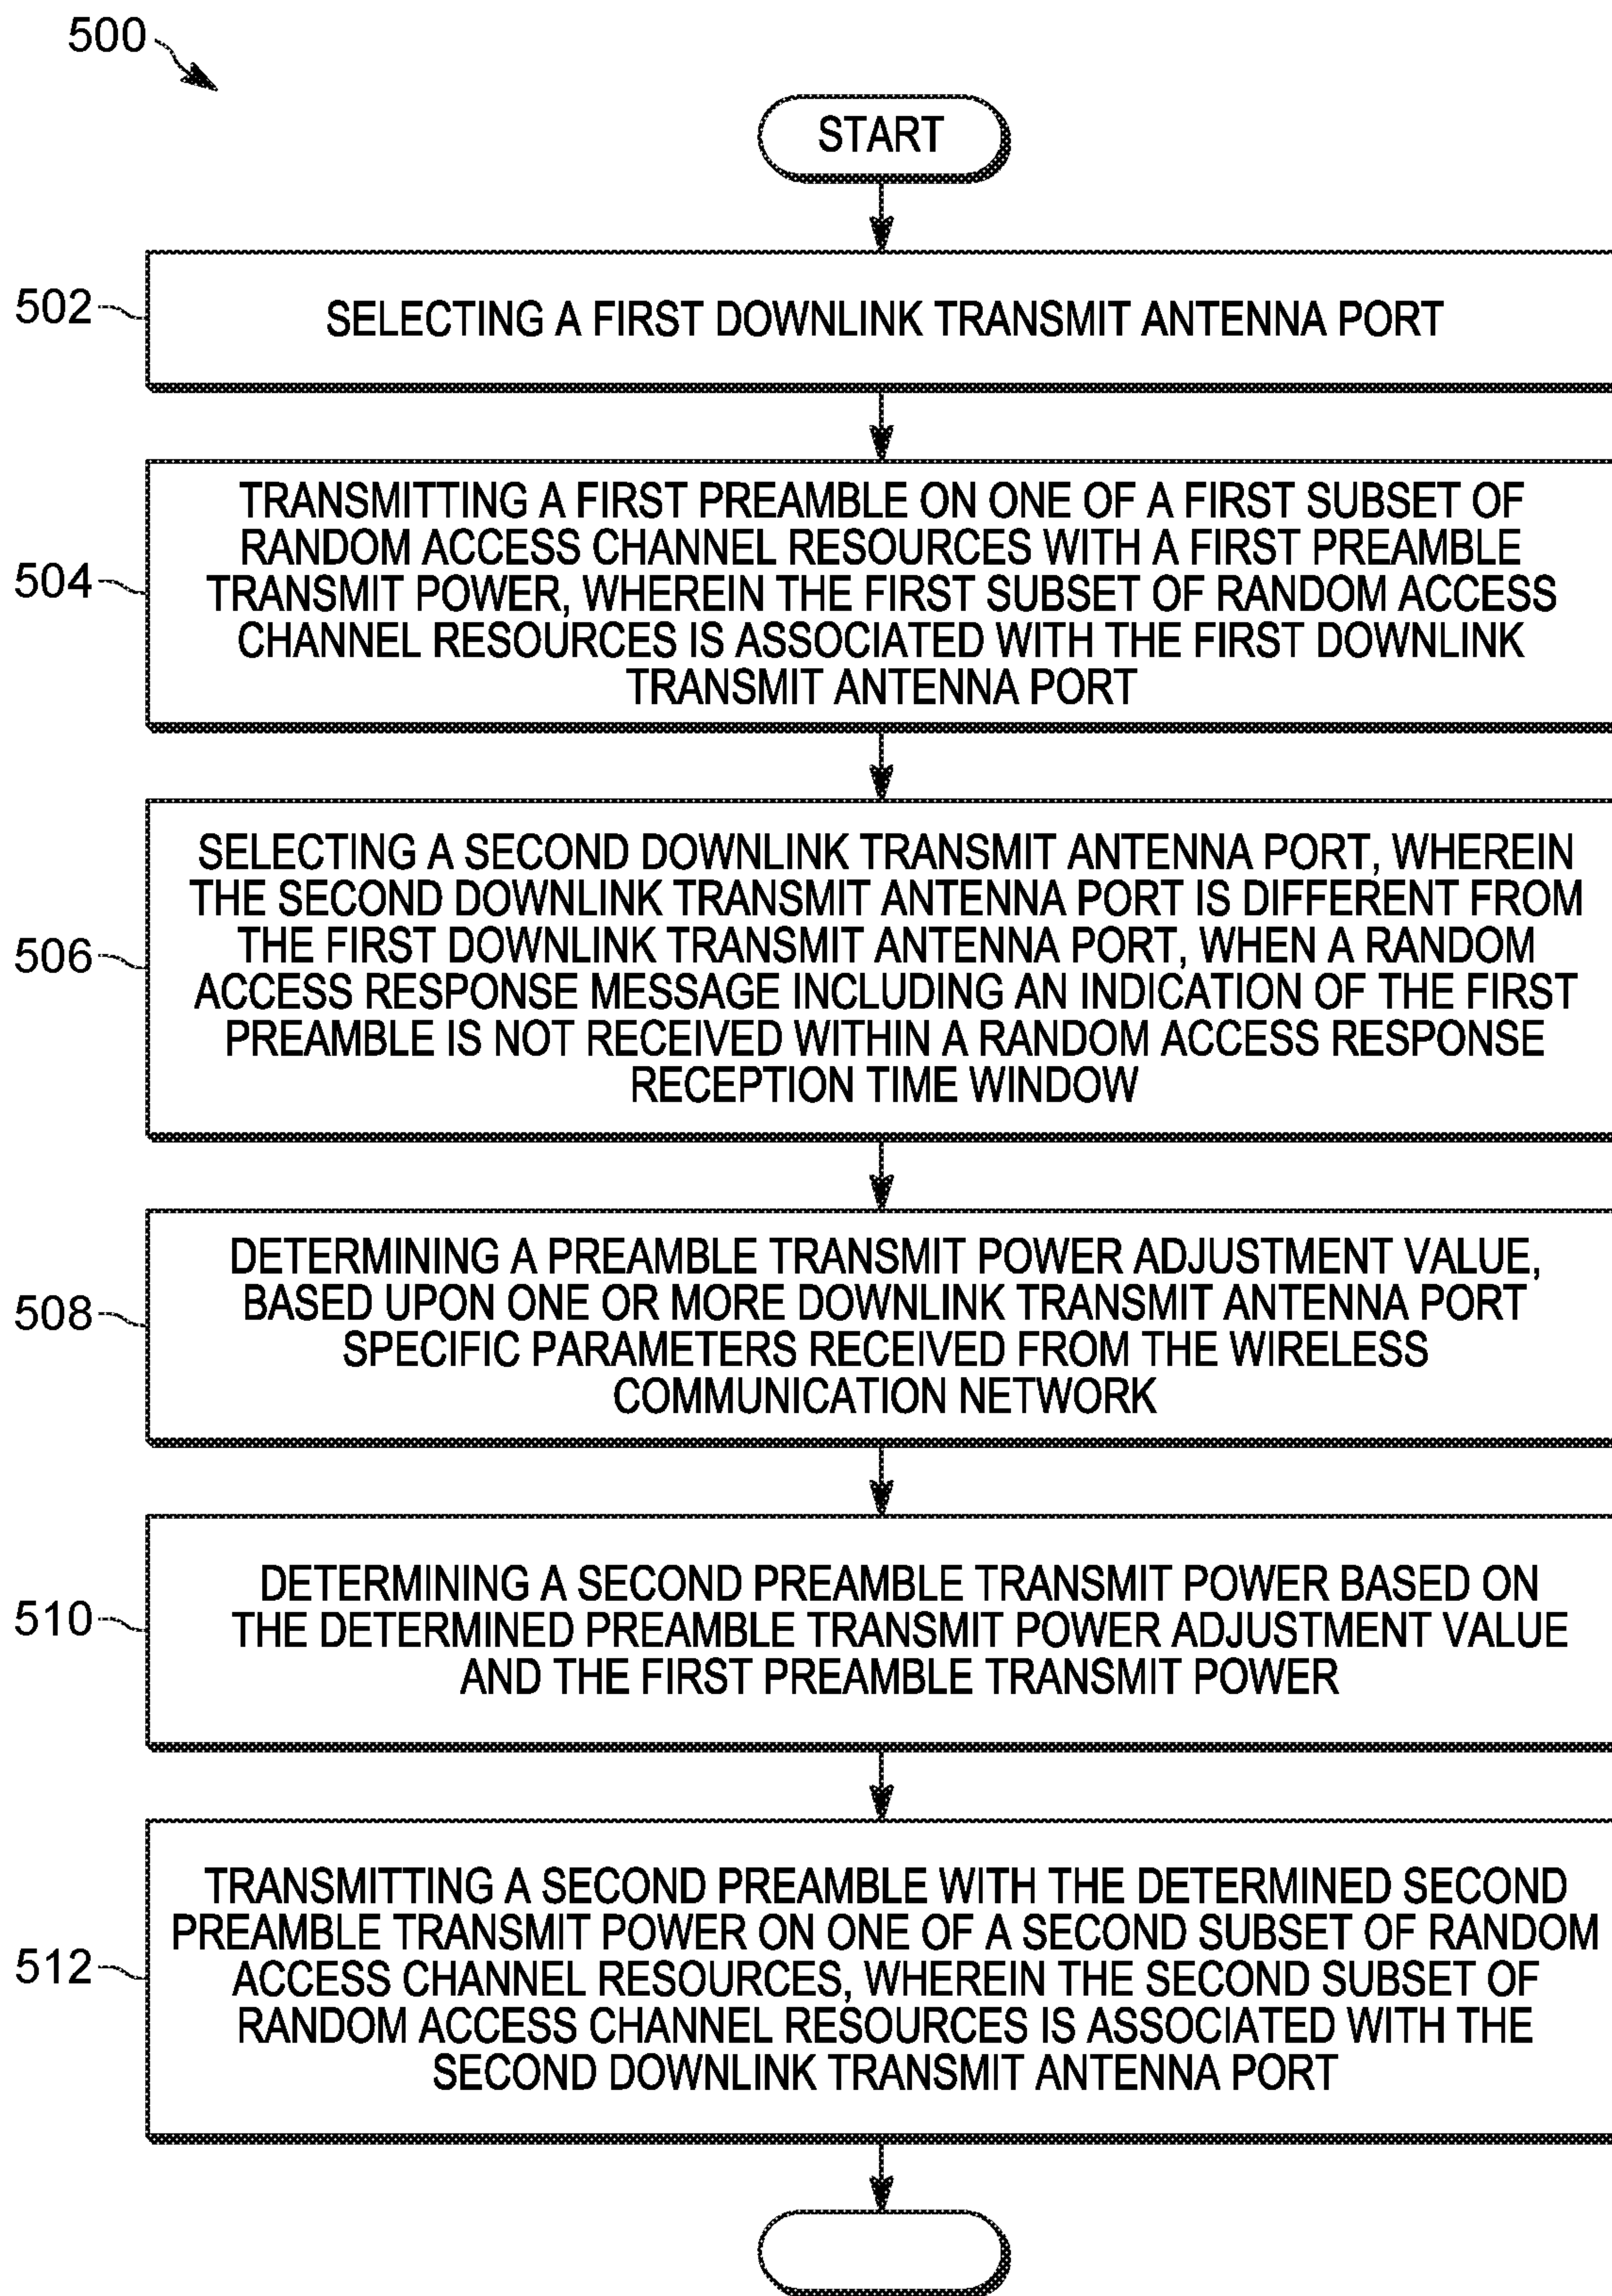 500
START
502
SELECTING A FIRST DOWNLINK TRANSMIT ANTENNA PORT
504
TRANSMITTING A FIRST PREAMBLE ON ONE OF A FIRST SUBSET OF
RANDOM ACCESS CHANNEL RESOURCES WITH A FIRST PREAMBLE
TRANSMIT POWER, WHEREIN THE FIRST SUBSET OF RANDOM ACCESS
CHANNEL RESOURCES IS ASSOCIATED WITH THE FIRST DOWNLINK
TRANSMIT ANTENNA PORT
506
SELECTING A SECOND DOWNLINK TRANSMIT ANTENNA PORT, WHEREIN
THE SECOND DOWNLINK TRANSMIT ANTENNA PORT IS DIFFERENT FROM
THE FIRST DOWNLINK TRANSMIT ANTENNA PORT, WHEN A RANDOM
ACCESS RESPONSE MESSAGE INCLUDING AN INDICATION OF THE FIRST
PREAMBLE IS NOT RECEIVED WITHIN A RANDOM ACCESS RESPONSE
RECEPTION TIME WINDOW
508
DETERMINING A PREAMBLE TRANSMIT POWER ADJUSTMENT VALUE,
BASED UPON ONE OR MORE DOWNLINK TRANSMIT ANTENNA PORT
SPECIFIC PARAMETERS RECEIVED FROM THE WIRELESS
COMMUNICATION NETWORK
510
DETERMINING A SECOND PREAMBLE TRANSMIT POWER BASED ON
THE DETERMINED PREAMBLE TRANSMIT POWER ADJUSTMENT VALUE
AND THE FIRST PREAMBLE TRANSMIT POWER
512
TRANSMITTING A SECOND PREAMBLE WITH THE DETERMINED SECOND
PREAMBLE TRANSMIT POWER ON ONE OF A SECOND SUBSET OF RANDOM
ACCESS CHANNEL RESOURCES, WHEREIN THE SECOND SUBSET OF
RANDOM ACCESS CHANNEL RESOURCES IS ASSOCIATED WITH THE
SECOND DOWNLINK TRANSMIT ANTENNA PORT